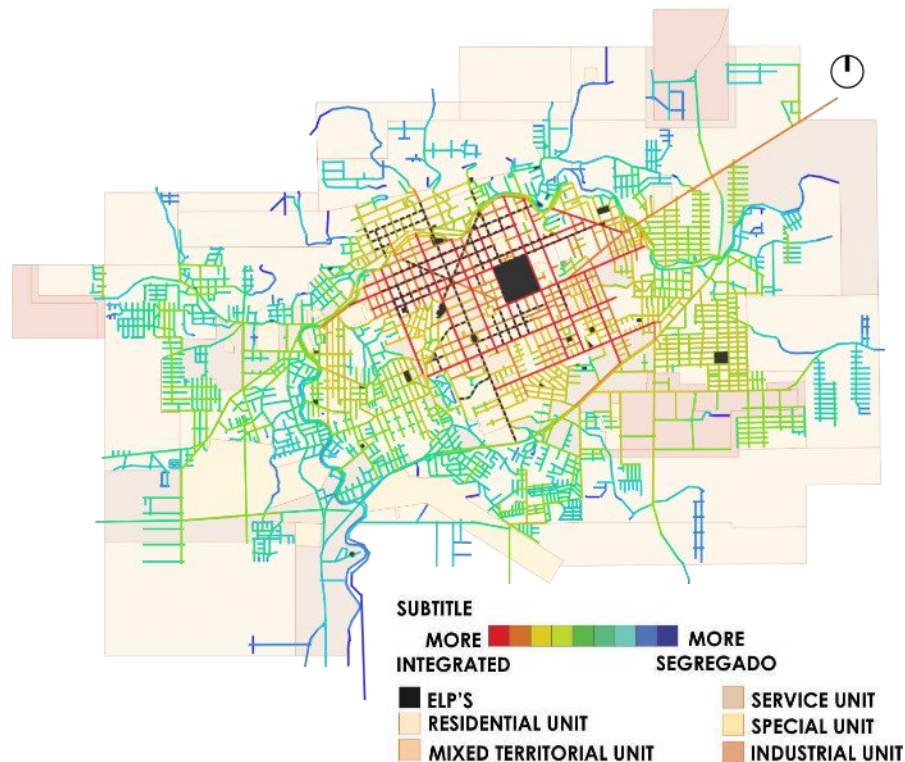 SUBTITLE
MORE INTEGRATED
MORE SEGREGADO
ELP'S
RESIDENTIAL UNIT
MIXED TERRITORIAL UNIT
SERVICE UNIT
SPECIAL UNIT
INDUSTRIAL UNIT